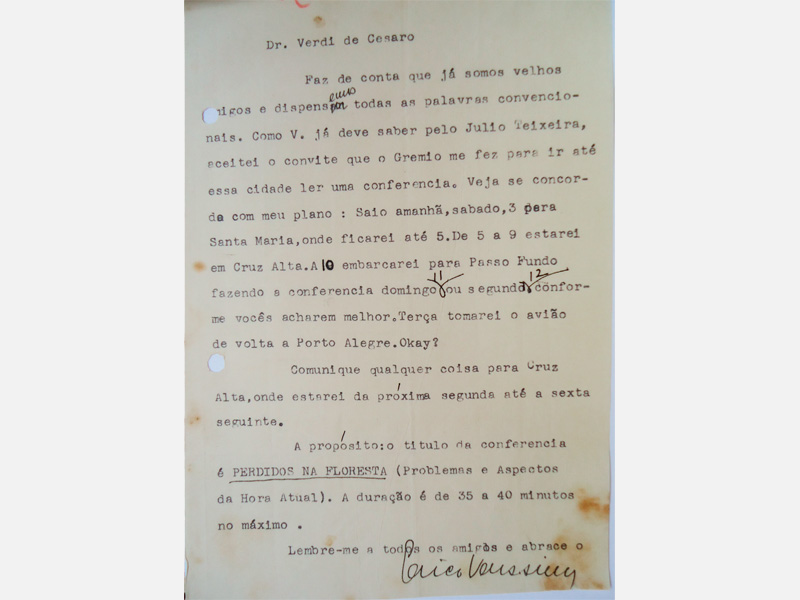 Dr. Verdi de Cesaro
Faz de conta que já somos velhos
migos e dispensemos todas as palavras convencio-
nais. Como V. já deve saber pelo Julio Teixeira,
aceitei o convite que o Gremio me fez para ir até
essa cidade ler uma conferencia. Veja se concor-
da com meu plano : Saio amanhã,sabado,3 para
Santa Maria,onde ficarei até 5.De 5 a 9 estarei
em Cruz Alta.A 10 embarcarei para Passo Fundo
fazendo a conferencia domingo 11 ou segunda 12 confor-
me vocês acharem melhor.Terça tomarei o avião
de volta a Porto Alegre.Okay?
Comunique qualquer coisa para Cruz
Alta,onde estarei da próxima segunda até a sexta
seguinte.
A propósito:o titulo da conferencia
é PERDIDOS NA FLORESTA (Problemas e Aspectos
da Hora Atual). A duração é de 35 a 40 minutos
no máximo .
Lembre-me a todos os amigos e abrace o
Erico Verissimo